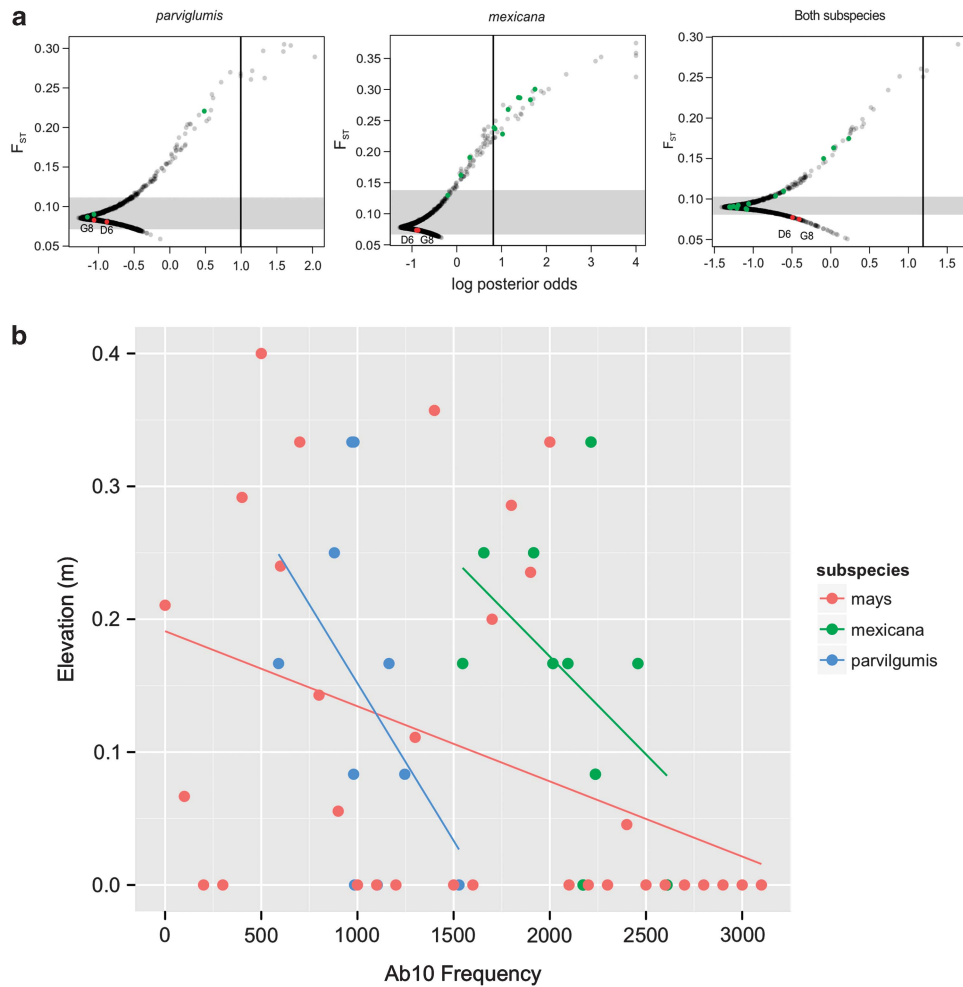 a
parviglumis
mexicana
Both subspecies
0.30
0.25
0.20
0.15
0.10
0.05
FST
G8 D6
-1.0 0.0 0.5 1.0 1.5 2.0
0.35
0.30
0.25
0.20
0.15
0.10
0.05
FST
D6 G8
-1 0 1 2 3 4
0.30
0.25
0.20
0.15
0.10
0.05
FST
D6 G8
-1.5 -1.0 -0.5 0.0 0.5 1.0 1.5
log posterior odds
b
0.4
0.3
0.2
0.1
0.0
Elevation (m)
0 500 1000 1500 2000 2500 3000
Ab10 Frequency
subspecies
mays
mexicana
parvilgumis